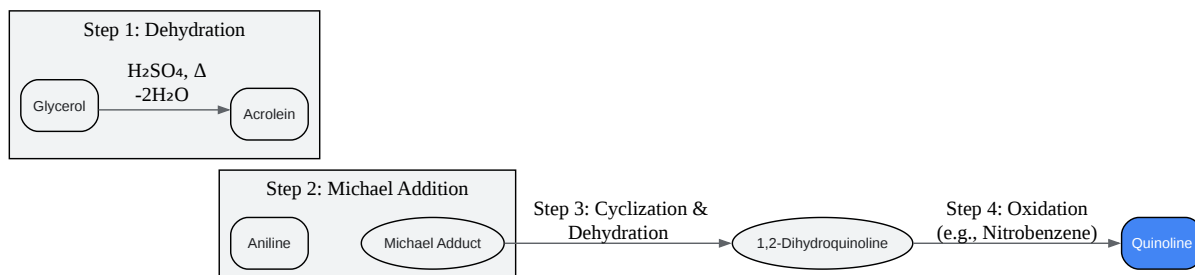 Step 1: Dehydration
H₂SO₄, Δ
-2H₂O
Glycerol
Acrolein
Step 2: Michael Addition
Aniline
Michael Adduct
Step 3: Cyclization &
Dehydration
1,2-Dihydroquinoline
Step 4: Oxidation
(e.g., Nitrobenzene)
Quinoline